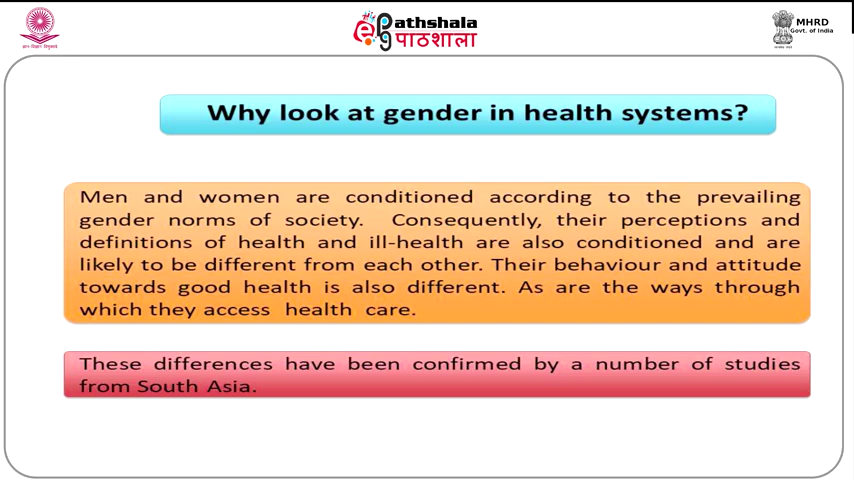 ePG Pathshala
पाठशाला
MHRD
Govt. of India
Why look at gender in health systems?
Men and women are conditioned according to the prevailing
gender norms of society. Consequently, their perceptions and
definitions of health and ill-health are also conditioned and are
likely to be different from each other. Their behaviour and attitude
towards good health is also different. As are the ways through
which they access health care.
These differences have been confirmed by a number of studies
from South Asia.